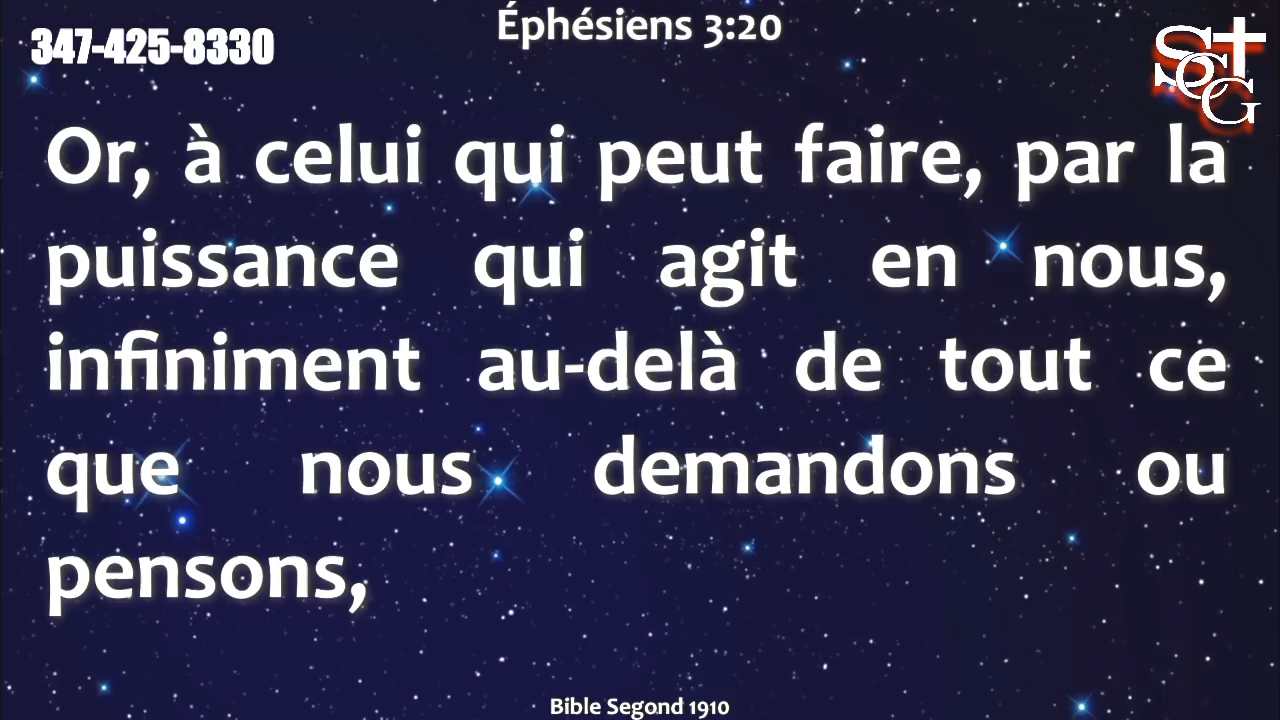 Éphésiens 3:20
347-425-8330
Or, à celui qui peut faire, par la
puissance qui agit en nous,
infiniment au-delà de tout ce
que nous demandons ou
pensons,
Bible Segond 1910